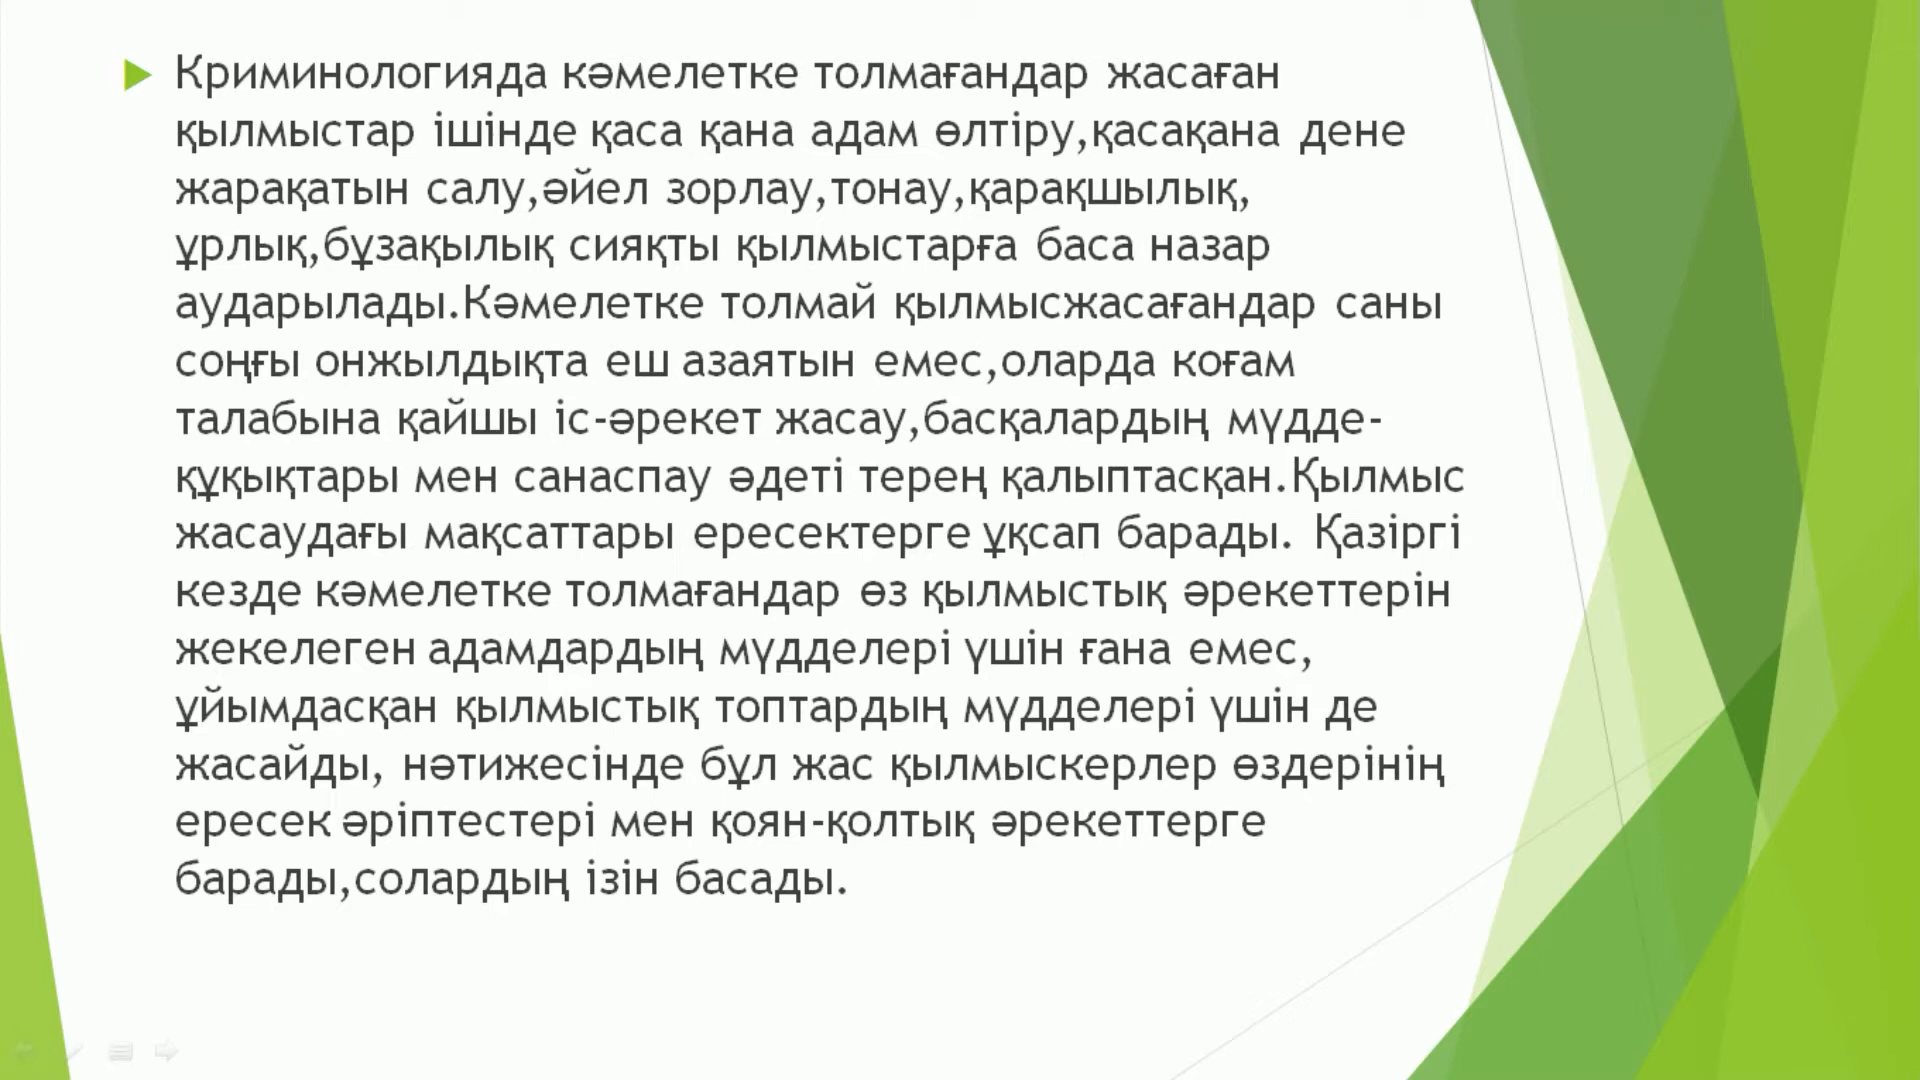 Криминологияда кәмелетке толмағандар жасаған
қылмыстар ішінде қаса қана адам өлтіру,қасақана дене
жарақатын салу,әйел зорлау,тонау,қарақшылық,
ұрлық,бұзақылық сияқты қылмыстарға баса назар
аударылады.Кәмелетке толмай қылмысжасағандар саны
соңғы онжылдықта еш азаятын емес,оларда коғам
талабына қайшы іс-әрекет жасау,басқалардың мүдде-
құқықтары мен санаспау әдеті терең қалыптасқан.Қылмыс
жасаудағы мақсаттары ересектерге ұқсап барады. Қазіргі
кезде кәмелетке толмағандар өз қылмыстық әрекеттерін
жекелеген адамдардың мүдделері үшін ғана емес,
ұйымдасқан қылмыстық топтардың мүдделері үшін де
жасайды, нәтижесінде бұл жас қылмыскерлер өздерінің
ересек әріптестері мен қоян-қолтық әрекеттерге
барады,солардың ізін басады.